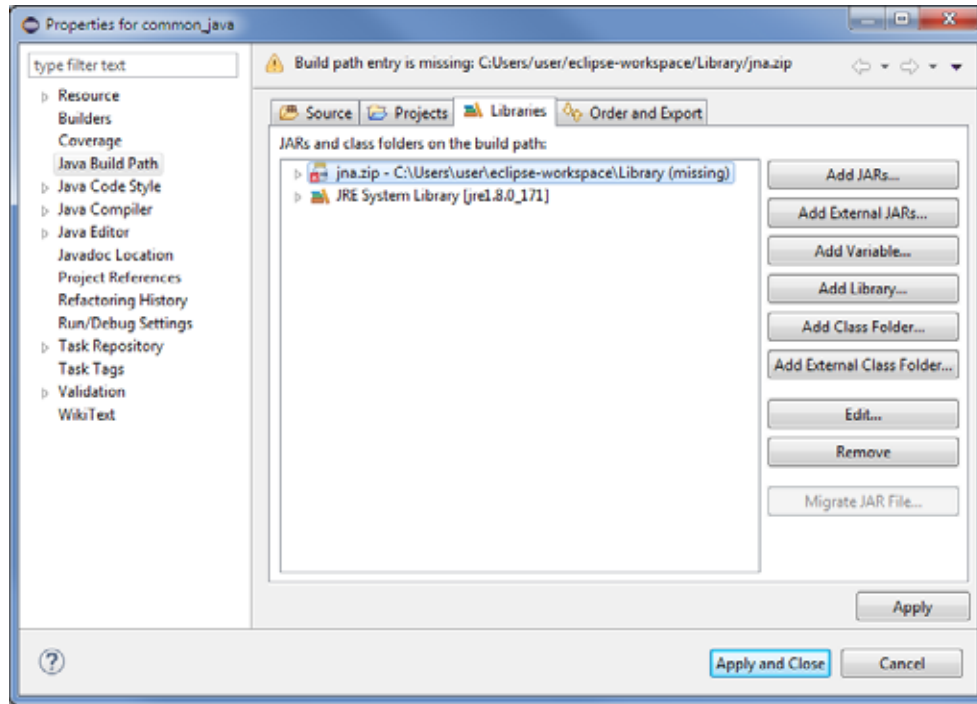 Properties for common_java
type filter text
Resource
Builders
Coverage
Java Build Path
Java Code Style
Java Compiler
Java Editor
Javadoc Location
Project References
Refactoring History
Run/Debug Settings
Task Repository
Task Tags
Validation
WikiText
Build path entry is missing: C:/Users/user/eclipse-workspace/Library/jna.zip
Source Projects Libraries Order and Export
JARs and class folders on the build path:
jna.zip - C:\Users\user\eclipse-workspace\Library (missing)
JRE System Library [jre1.8.0_171]
Add JARs...
Add External JARs...
Add Variable...
Add Library...
Add Class Folder...
Add External Class Folder...
Edit...
Remove
Migrate JAR File...
Apply
Apply and Close Cancel